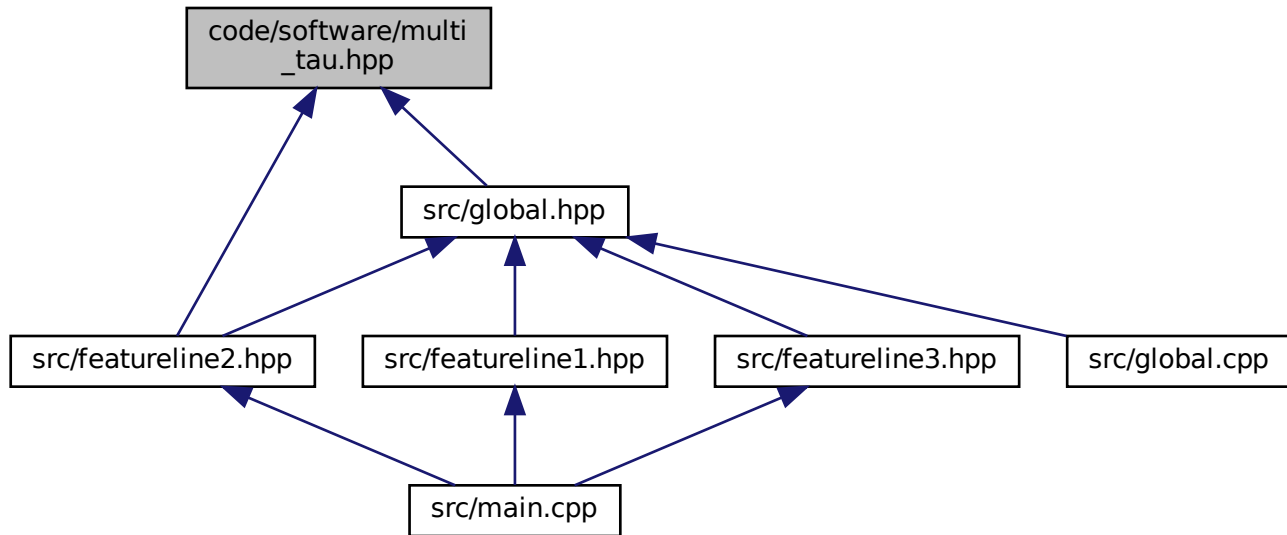 code/software/multi
_tau.hpp
src/global.hpp
src/featureline2.hpp
src/featureline1.hpp
src/featureline3.hpp
src/global.cpp
src/main.cpp